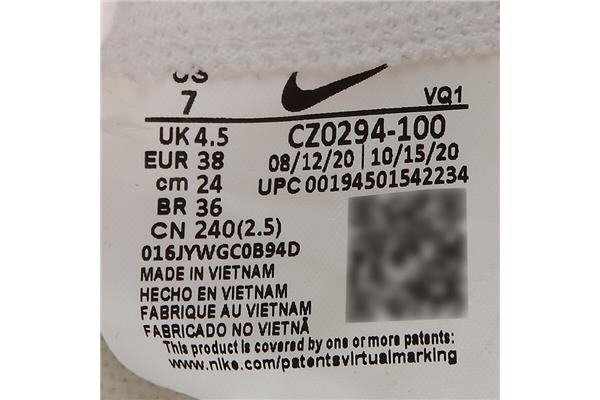 US
7 VQ1
UK 4.5 CZ0294-100
EUR 38 08/12/20 10/15/20
cm 24 UPC 00194501542234
BR 36
CN 240(2.5)
016JYWGC0B94D
MADE IN VIETNAM
HECHO EN VIETNAM
FABRIQUE AU VIETNAM
FABRICADO NO VIETNÃ
This product is covered by one or more patents:
www.nike.com/patentsvirtualmarking